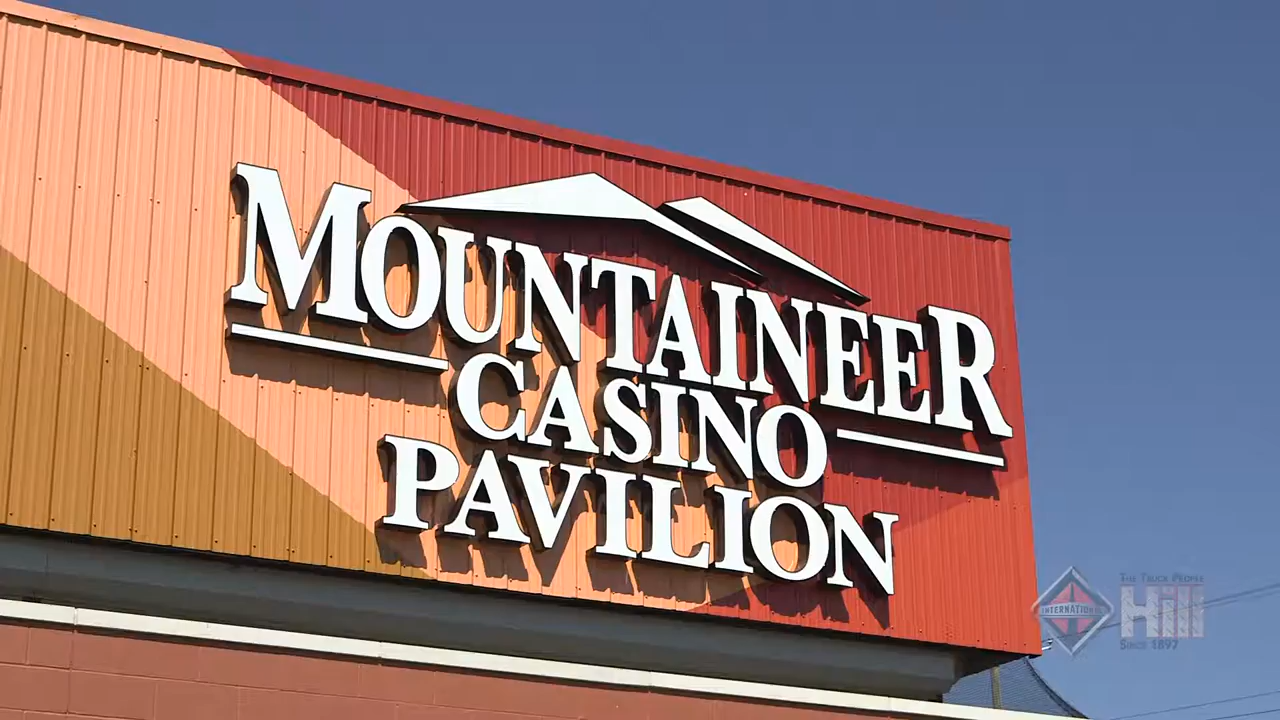 MOUNTAINEER
CASINO
PAVILION
THE TRUCK PEOPLE
INTERNATIONAL
Hill
SINCE 1897